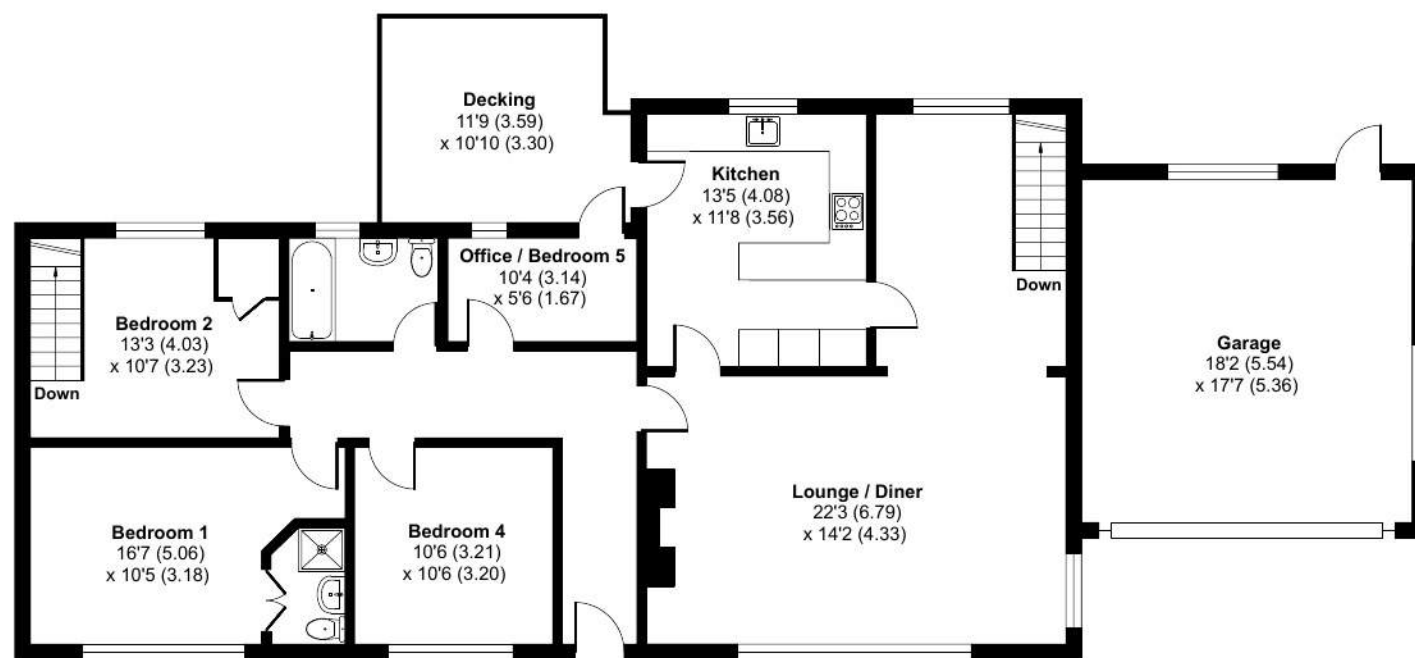 Decking
11'9 (3.59)
x 10'10 (3.30)
Kitchen
13'5 (4.08)
x 11'8 (3.56)
Office / Bedroom 5
10'4 (3.14)
x 5'6 (1.67)
Down
Bedroom 2
13'3 (4.03)
x 10'7 (3.23)
Down
Garage
18'2 (5.54)
x 17'7 (5.36)
Lounge / Diner
22'3 (6.79)
x 14'2 (4.33)
Bedroom 1
16'7 (5.06)
x 10'5 (3.18)
Bedroom 4
10'6 (3.21)
x 10'6 (3.20)